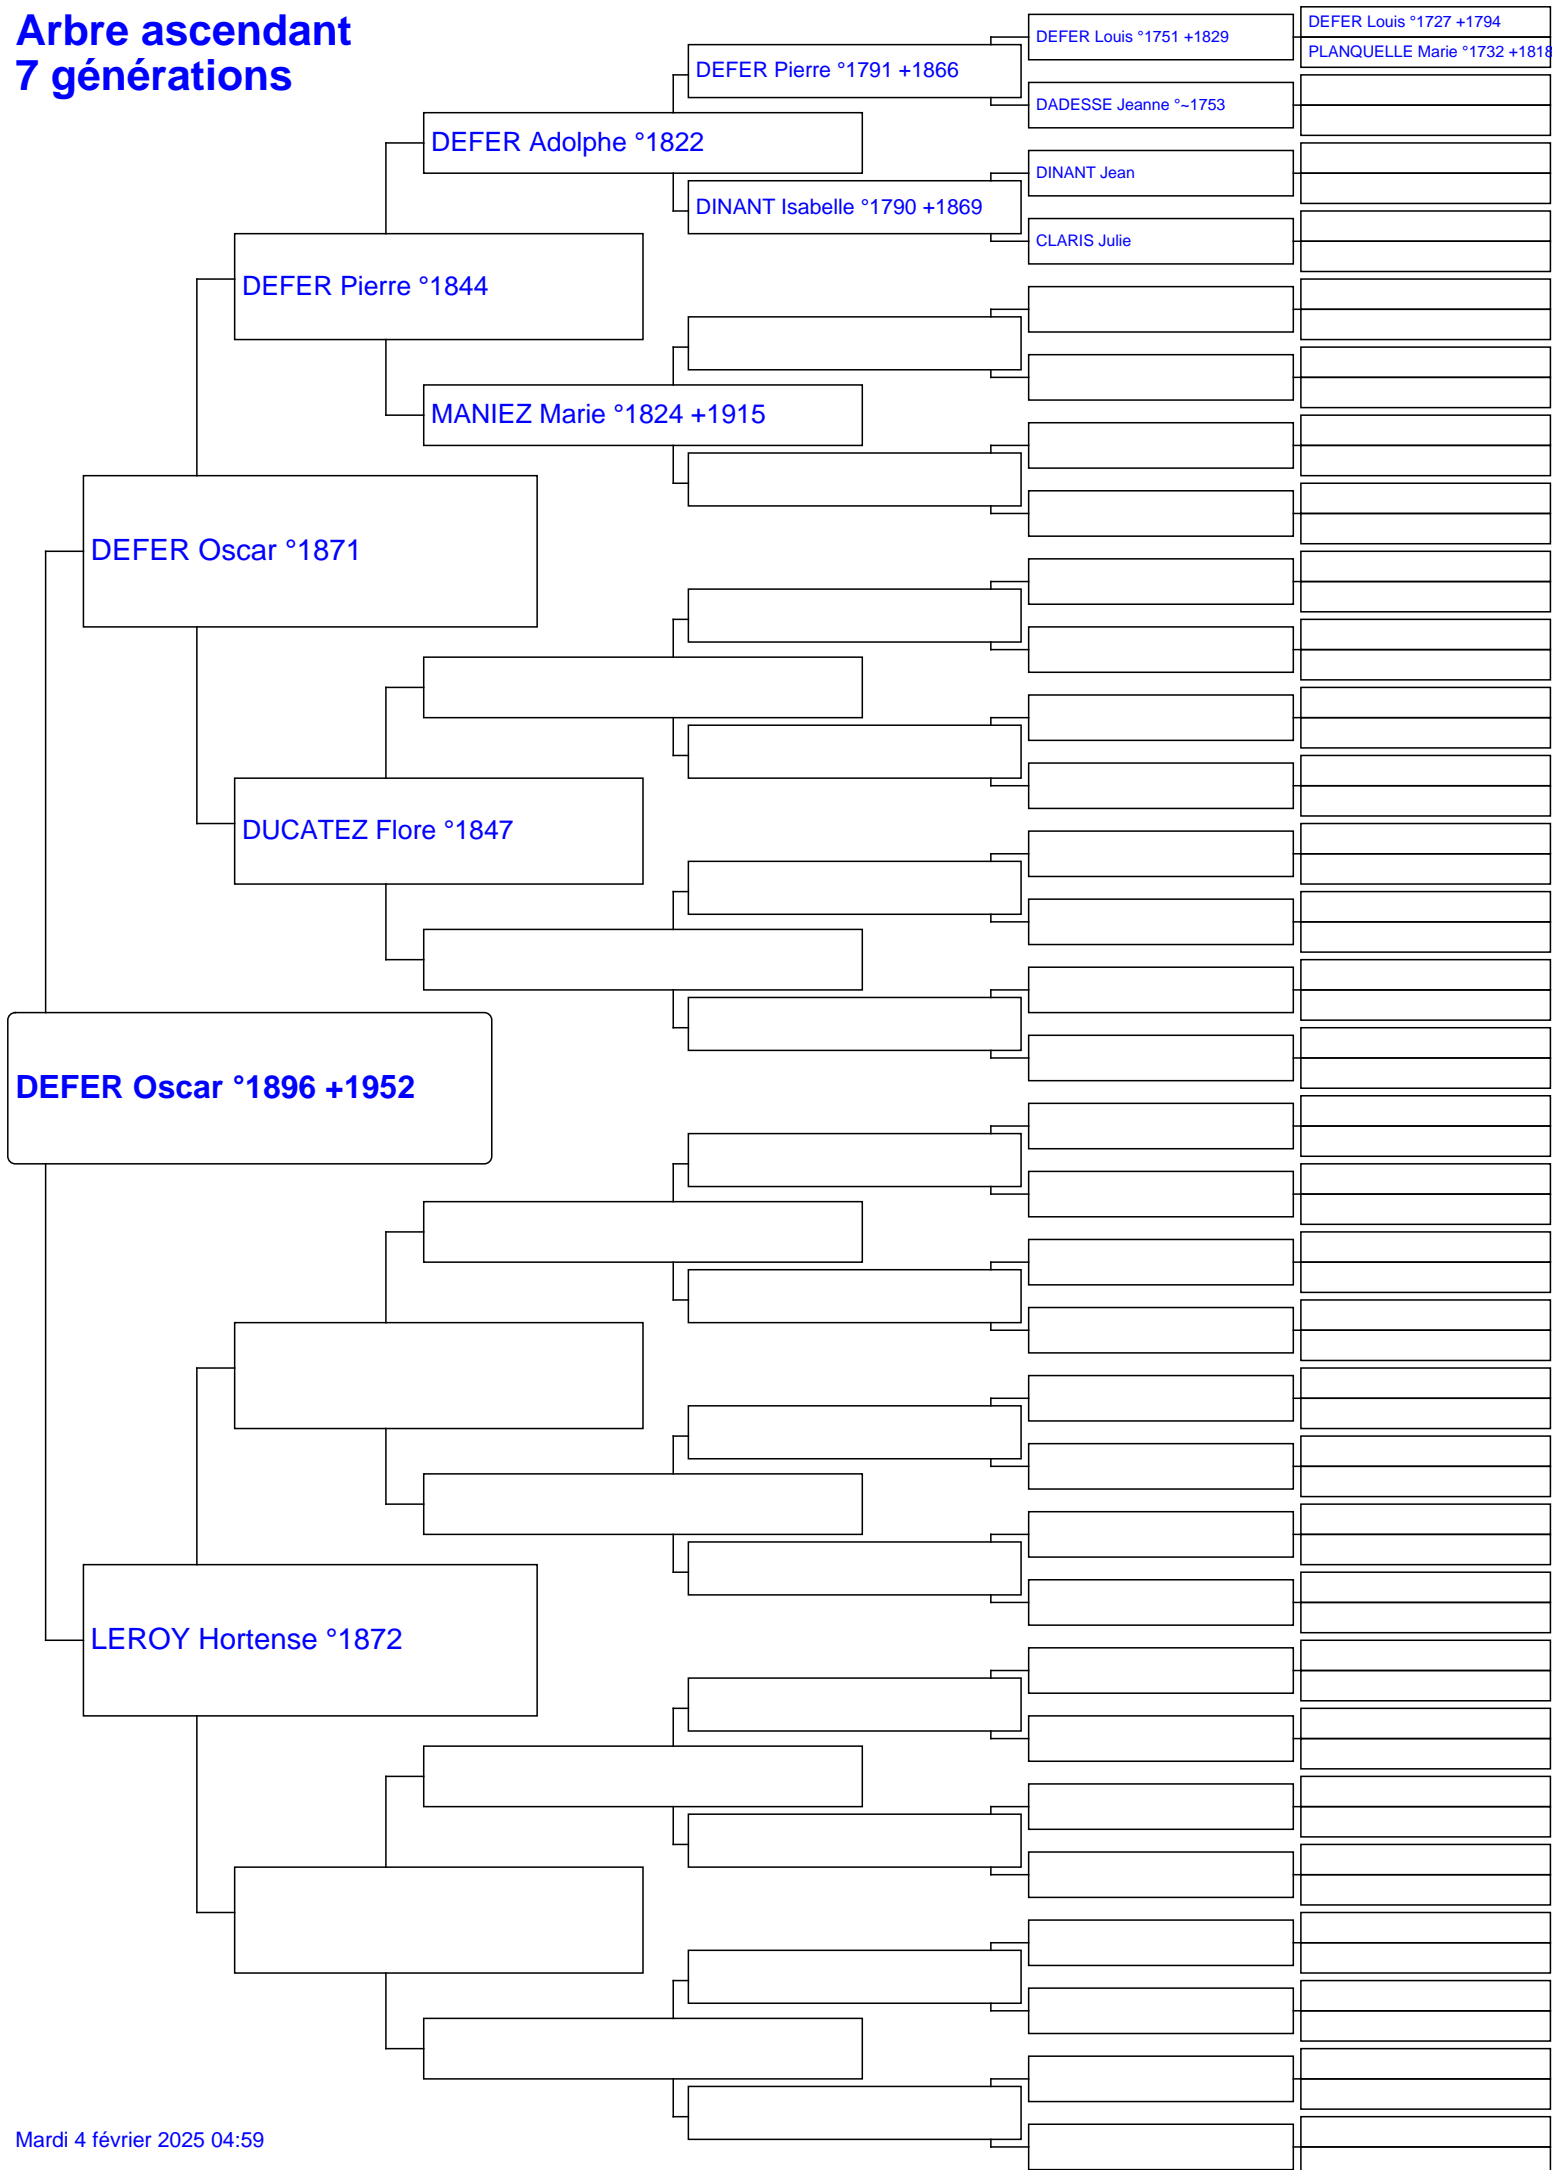 Arbre ascendant
7 générations
DEFER Louis °1727 +1794
DEFER Louis °1751 +1829
PLANQUELLE Marie °1732 +1818
DEFER Pierre °1791 +1866
DADESSE Jeanne °~1753
DEFER Adolphe °1822
DINANT Jean
DINANT Isabelle °1790 +1869
CLARIS Julie
DEFER Pierre °1844
MANIEZ Marie °1824 +1915
DEFER Oscar °1871
DUCATEZ Flore °1847
DEFER Oscar °1896 +1952
LEROY Hortense °1872
Mardi 4 février 2025 04:59